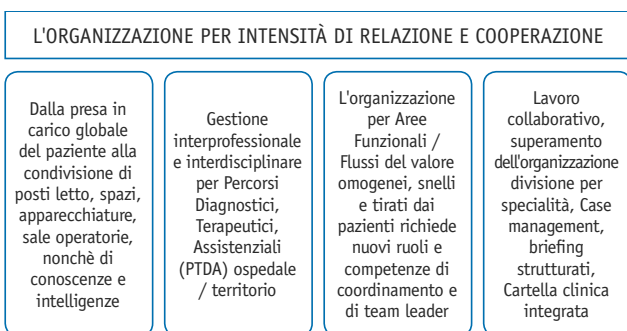 L'ORGANIZZAZIONE PER INTENSITÀ DI RELAZIONE E COOPERAZIONE
Dalla presa in
carico globale
del paziente alla
condivisione di
posti letto, spazi,
apparecchiature,
sale operatorie,
nonchè di
conoscenze e
intelligenze
Gestione
interprofessionale
e interdisciplinare
per Percorsi
Diagnostici,
Terapeutici,
Assistenziali
(PTDA) ospedale
/ territorio
L'organizzazione
per Aree
Funzionali /
Flussi del valore
omogenei, snelli
e tirati dai
pazienti richiede
nuovi ruoli e
competenze di
coordinamento e
di team leader
Lavoro
collaborativo,
superamento
dell'organizzazione
divisione per
specialità, Case
management,
briefing
strutturati,
Cartella clinica
integrata